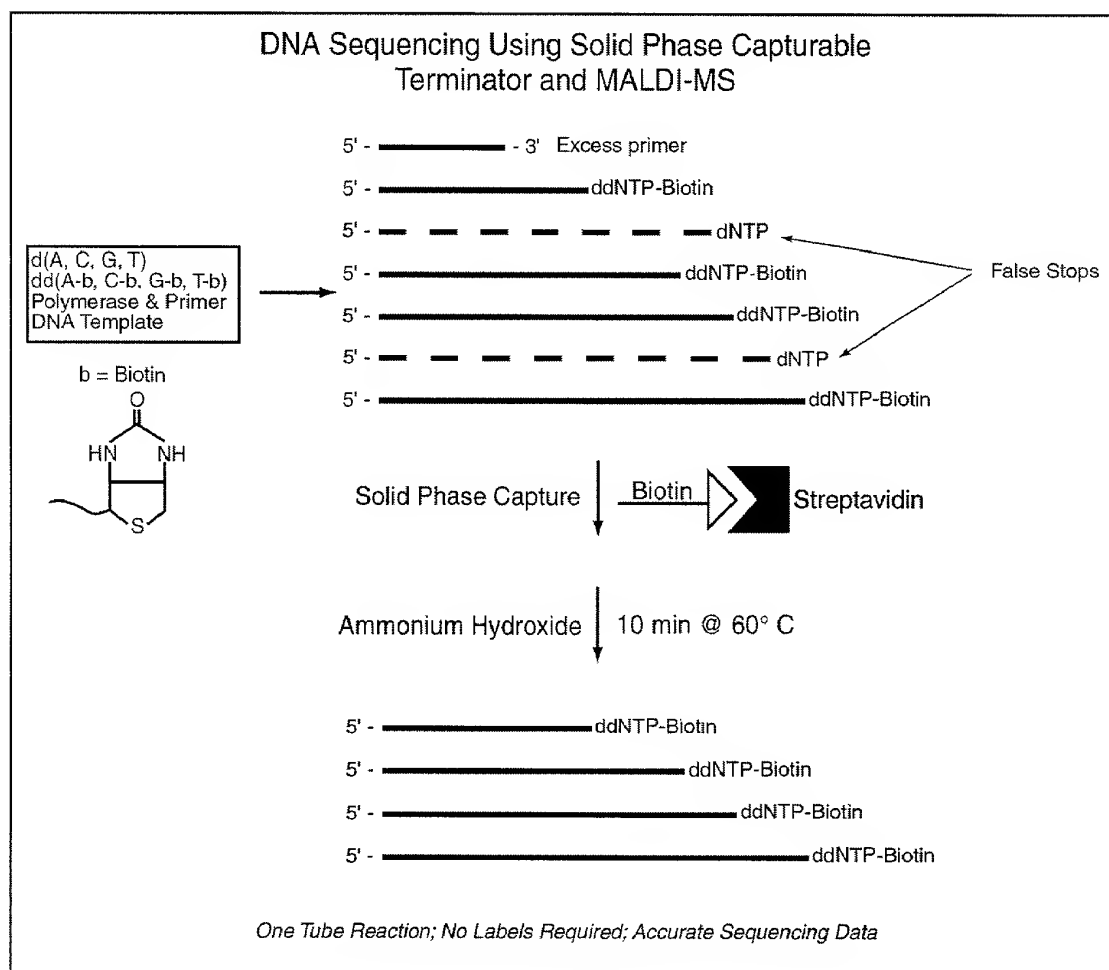 DNA Sequencing Using Solid Phase Capturable
Terminator and MALDI-MS
5' - - 3' Excess primer
5' - ddNTP-Biotin
5' - dNTP
5' - ddNTP-Biotin
False Stops
5' - ddNTP-Biotin
5' - dNTP
5' - ddNTP-Biotin
d(A, C, G, T)
dd(A-b, C-b, G-b, T-b)
Polymerase & Primer
DNA Template
b = Biotin
O
HN NH
S
Solid Phase Capture Biotin Streptavidin
Ammonium Hydroxide 10 min @ 60° C
5' - ddNTP-Biotin
5' - ddNTP-Biotin
5' - ddNTP-Biotin
5' - ddNTP-Biotin
One Tube Reaction; No Labels Required; Accurate Sequencing Data